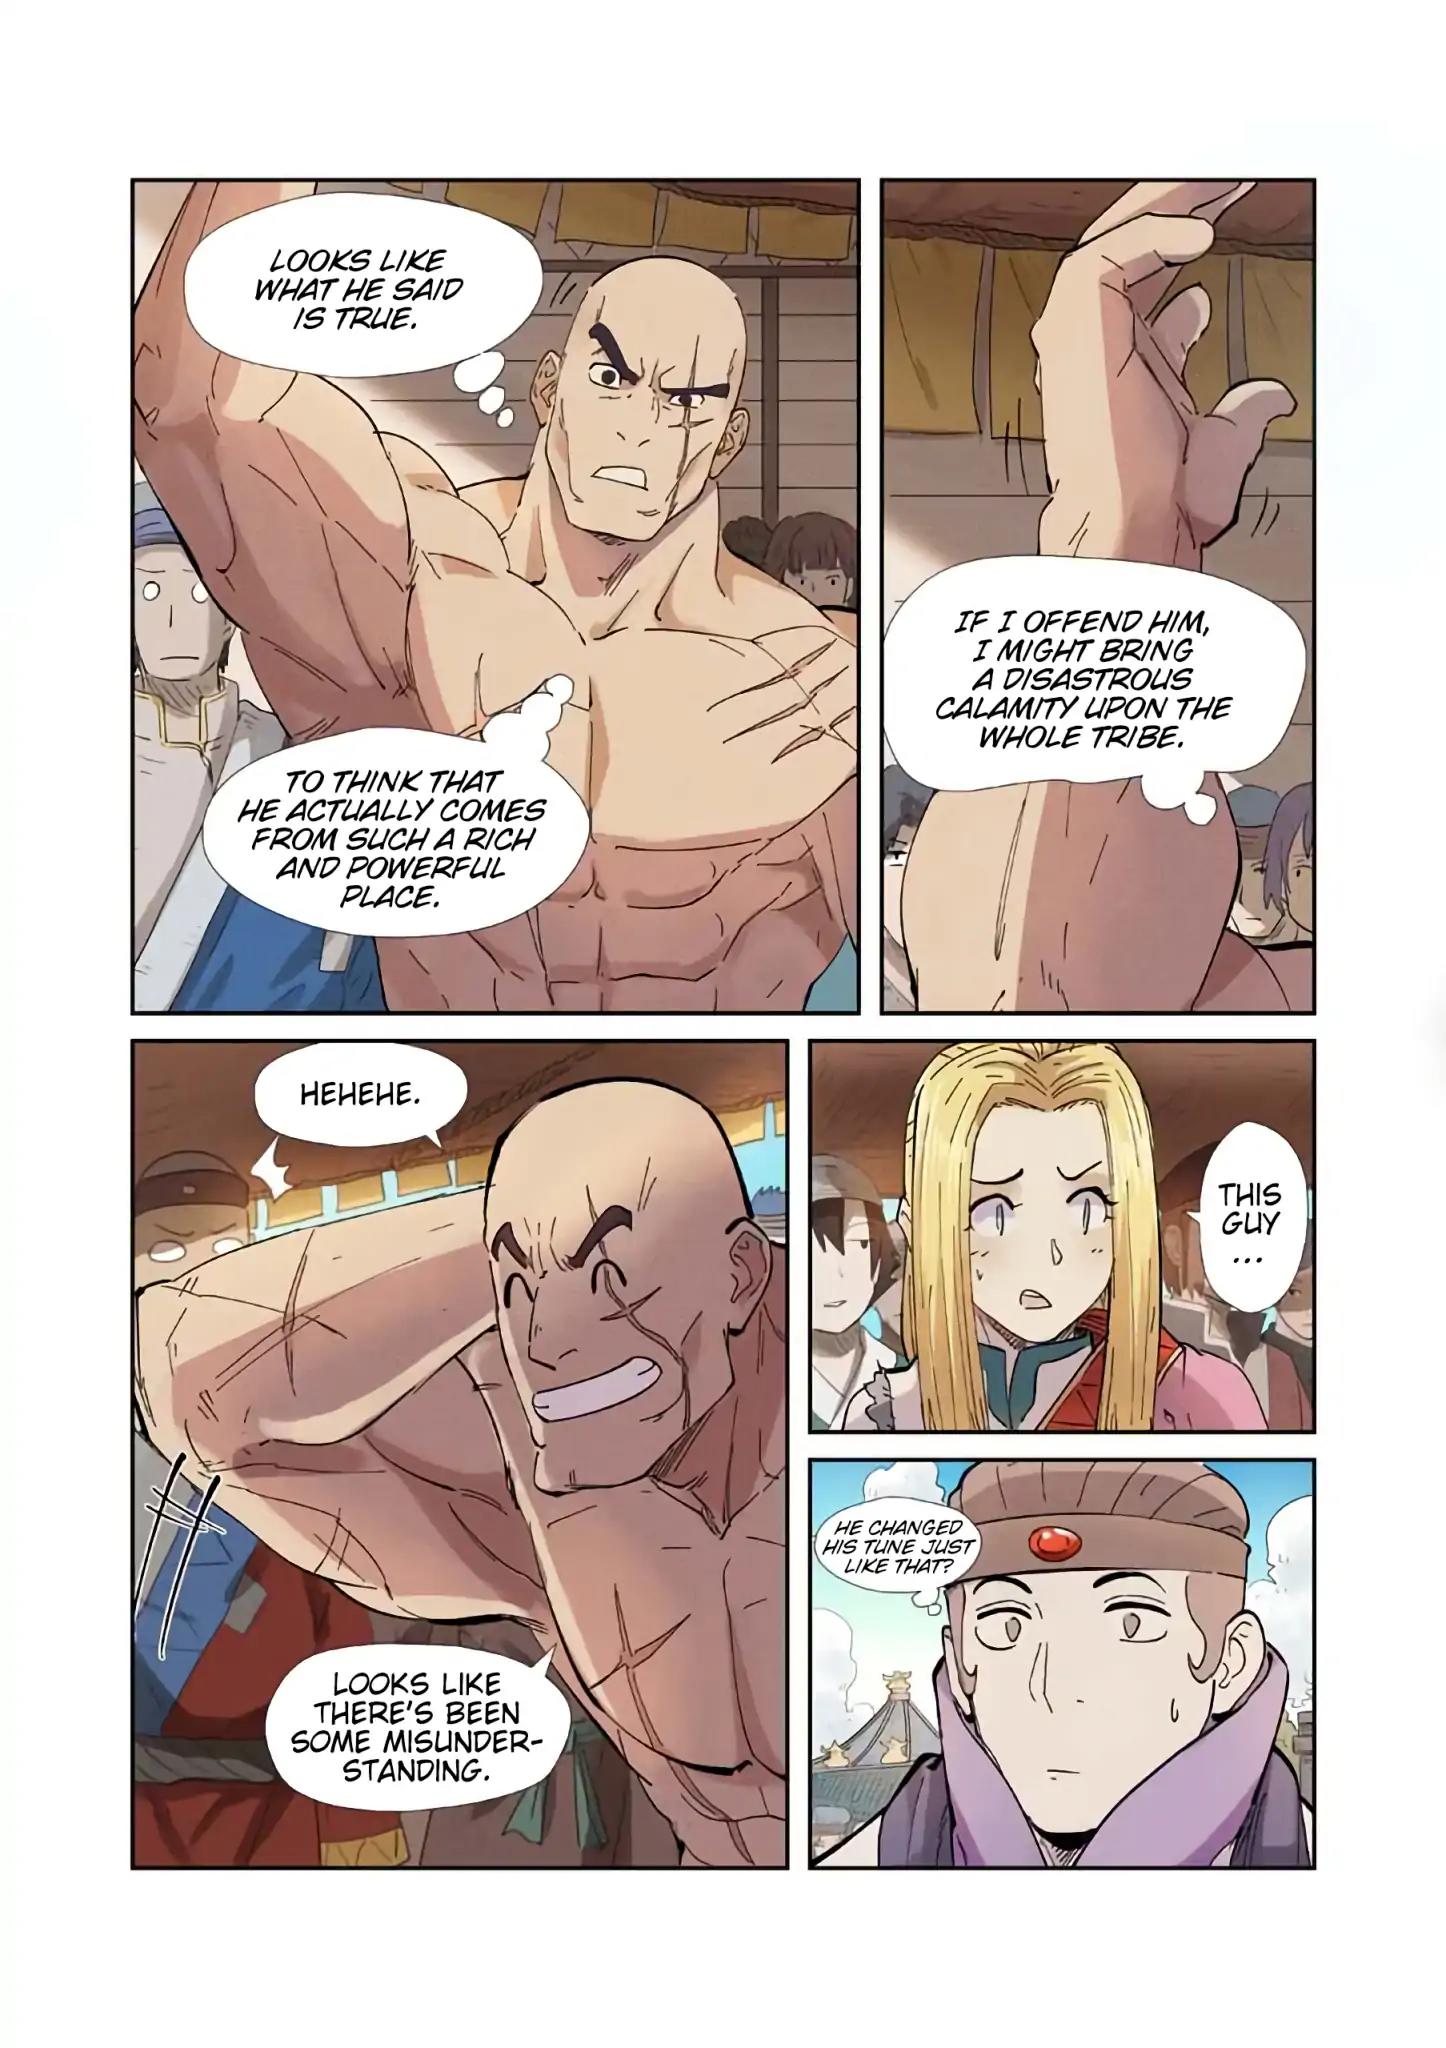 LOOKS LIKE
WHAT HE SAID
IS TRUE.
TO THINK THAT
HE ACTUALLY COMES
FROM SUCH A RICH
AND POWERFUL
PLACE.
IF I OFFEND HIM,
I MIGHT BRING
A DISASTROUS
CALAMITY UPON THE
WHOLE TRIBE.
HEHEHE.
LOOKS LIKE
THERE'S BEEN
SOME MISUNDER-
STANDING.
THIS
GUY
...
HE CHANGED
HIS TUNE JUST
LIKE THAT?